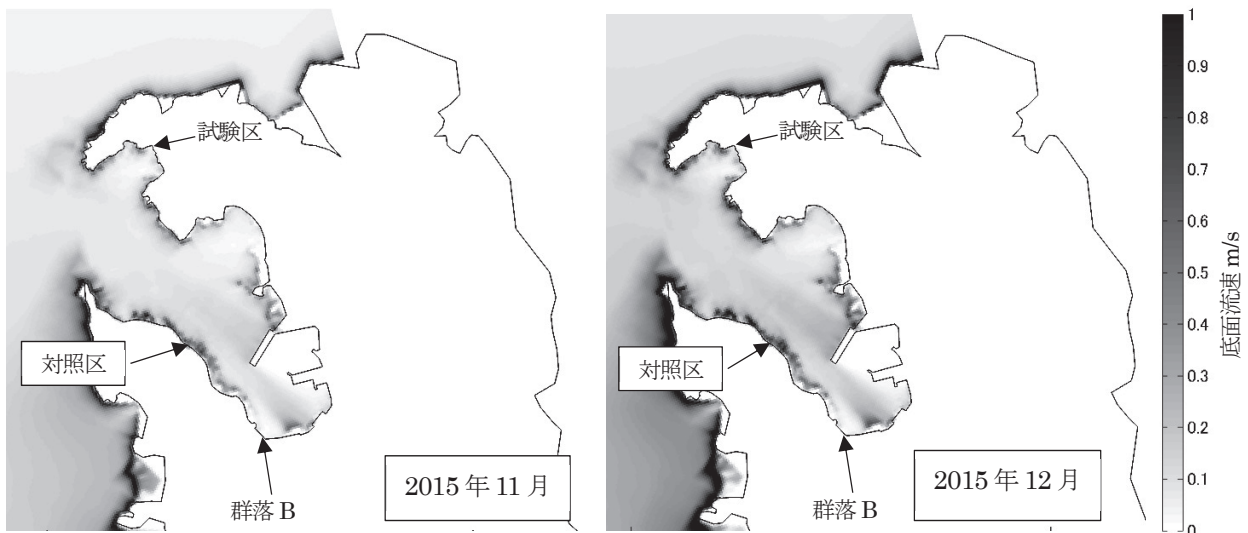 試験区
対照区
群落 B
2015 年 11 月
試験区
対照区
群落 B
2015 年 12 月
1
0.9
0.8
0.7
0.6
0.5
0.4
0.3
0.2
0.1
0
底面流速 m/s